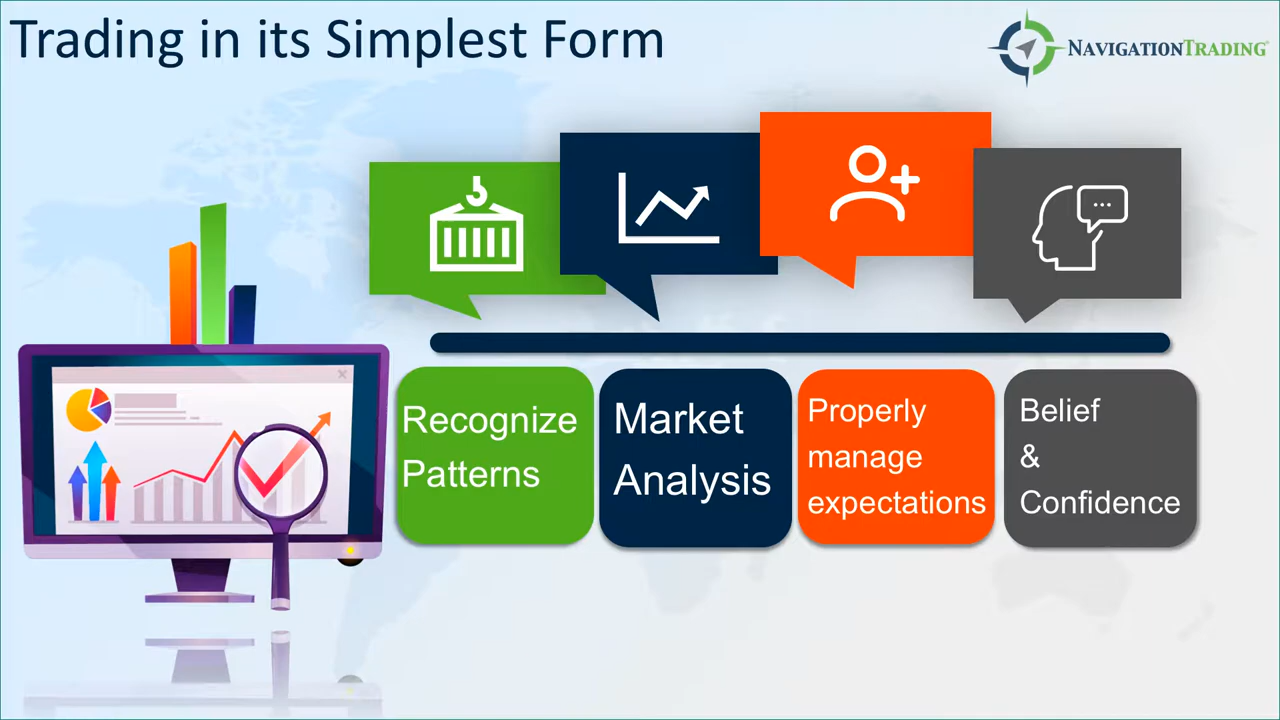 Trading in its Simplest Form
NAVIGATIONTRADING®
Recognize
Patterns
Market
Analysis
Properly
manage
expectations
Belief
&
Confidence